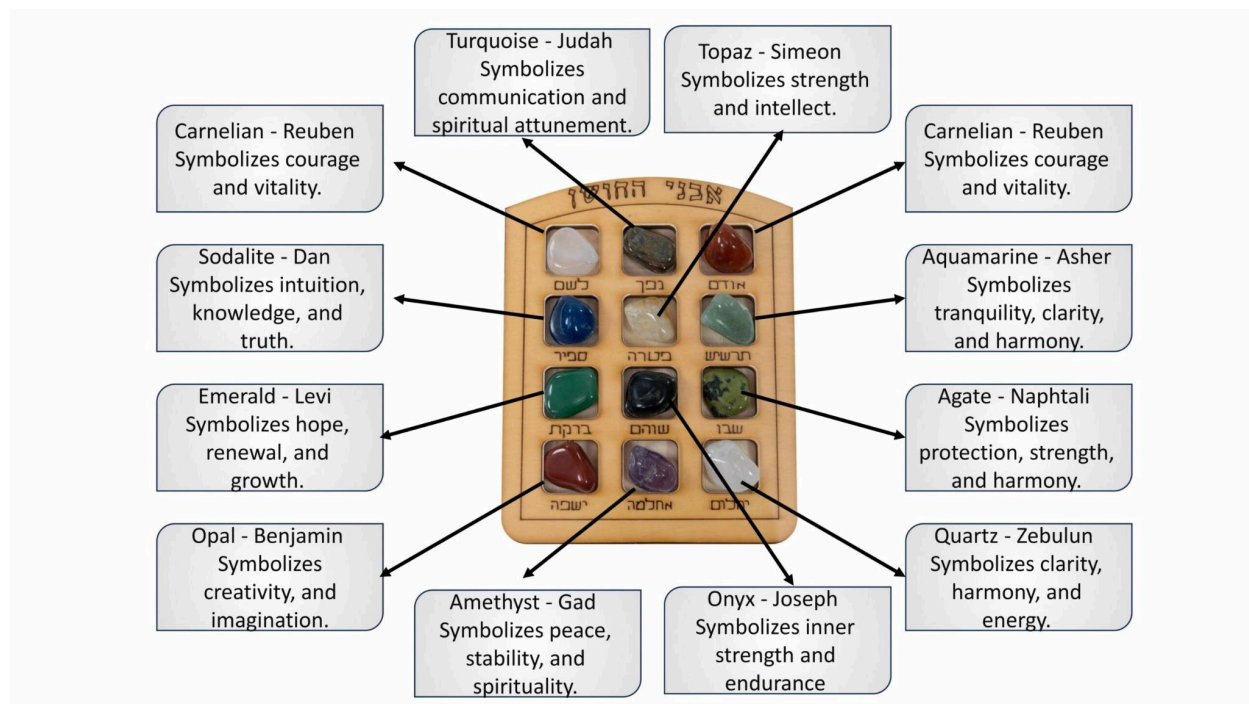 Turquoise - Judah
Symbolizes
communication and
spiritual attunement.
Topaz - Simeon
Symbolizes strength
and intellect.
Carnelian - Reuben
Symbolizes courage
and vitality.
Carnelian - Reuben
Symbolizes courage
and vitality.
אבני החושן
לשם נפך אודם
Sodalite - Dan
Symbolizes intuition,
knowledge, and
truth.
Aquamarine - Asher
Symbolizes
tranquility, clarity,
and harmony.
ספיר פטרה תרשיש
Emerald - Levi
Symbolizes hope,
renewal, and
growth.
Agate - Naphtali
Symbolizes
protection, strength,
and harmony.
ברקת שוהם שבו
ישפה אחלמה יהלום
Opal - Benjamin
Symbolizes
creativity, and
imagination.
Quartz - Zebulun
Symbolizes clarity,
harmony, and
energy.
Amethyst - Gad
Symbolizes peace,
stability, and
spirituality.
Onyx - Joseph
Symbolizes inner
strength and
endurance